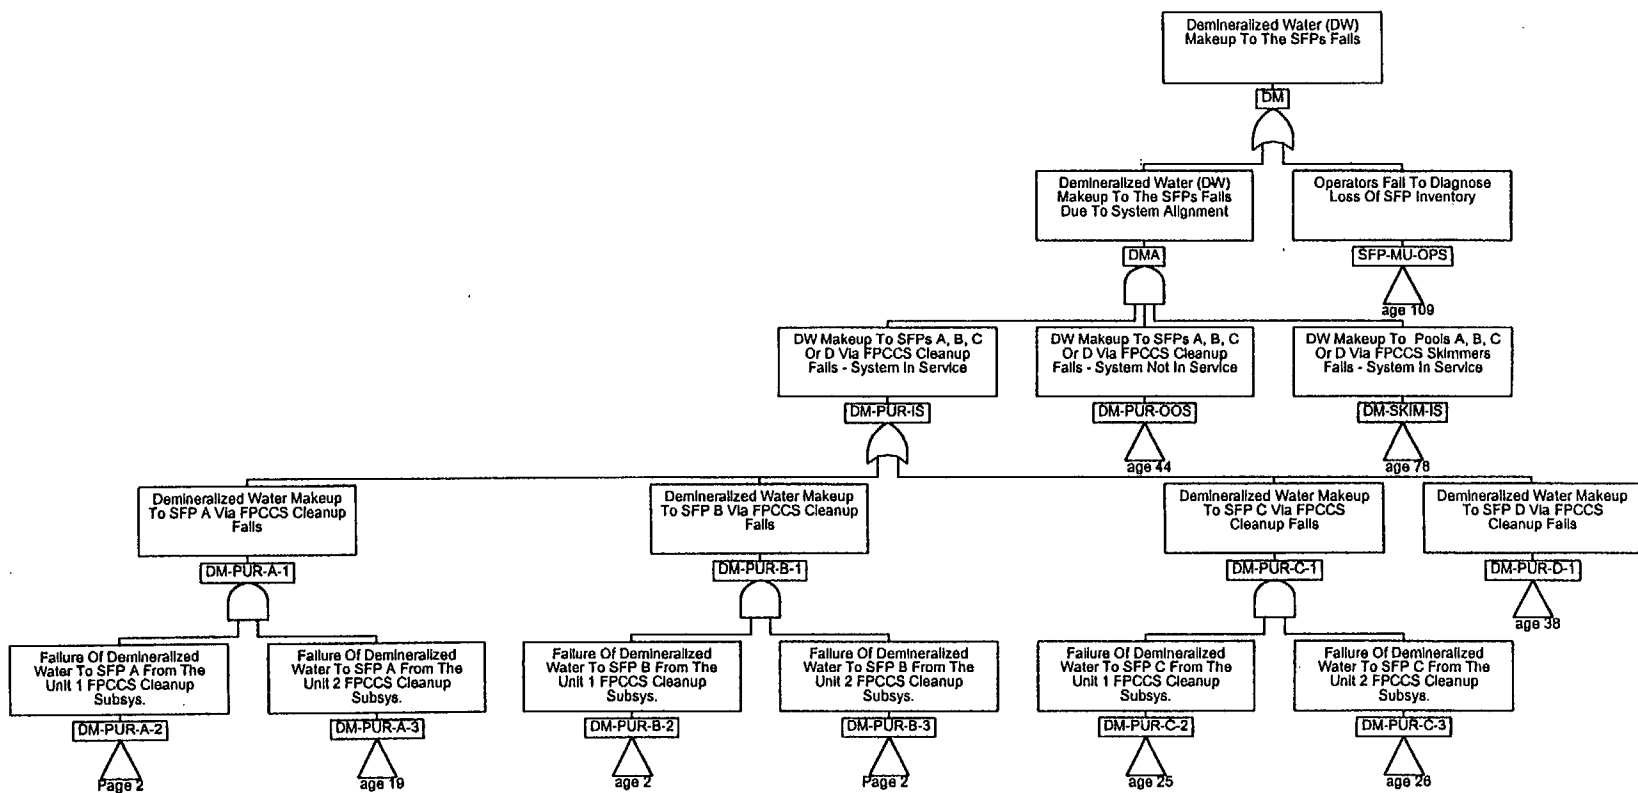 Demineralized Water (DW)
Makeup To The SFPs Fails
DM
Demineralized Water (DW)
Makeup To The SFPs Fails
Due To System Alignment
Operators Fail To Diagnose
Loss Of SFP Inventory
DMA
SFP-MU-OPS
age 109
DW Makeup To SFPs A, B, C
Or D Via FPCCS Cleanup
Fails - System In Service
DW Makeup To SFPs A, B, C
Or D Via FPCCS Cleanup
Fails - System Not In Service
DW Makeup To Pools A, B, C
Or D Via FPCCS Skimmers
Fails - System In Service
DM-PUR-IS
DM-PUR-OOS
DM-SKIM-IS
age 44
age 78
Demineralized Water Makeup
To SFP A Via FPCCS Cleanup
Fails
Demineralized Water Makeup
To SFP B Via FPCCS Cleanup
Fails
Demineralized Water Makeup
To SFP C Via FPCCS
Cleanup Fails
Demineralized Water Makeup
To SFP D Via FPCCS
Cleanup Fails
DM-PUR-A-1
DM-PUR-B-1
DM-PUR-C-1
DM-PUR-D-1
age 38
Failure Of Demineralized
Water To SFP A From The
Unit 1 FPCCS Cleanup
Subsys.
Failure Of Demineralized
Water To SFP A From The
Unit 2 FPCCS Cleanup
Subsys.
Failure Of Demineralized
Water To SFP B From The
Unit 1 FPCCS Cleanup
Subsys.
Failure Of Demineralized
Water To SFP B From The
Unit 2 FPCCS Cleanup
Subsys.
Failure Of Demineralized
Water To SFP C From The
Unit 1 FPCCS Cleanup
Subsys.
Failure Of Demineralized
Water To SFP C From The
Unit 2 FPCCS Cleanup
Subsys.
DM-PUR-A-2
DM-PUR-A-3
DM-PUR-B-2
DM-PUR-B-3
DM-PUR-C-2
DM-PUR-C-3
Page 2
age 19
age 2
Page 2
age 25
age 26